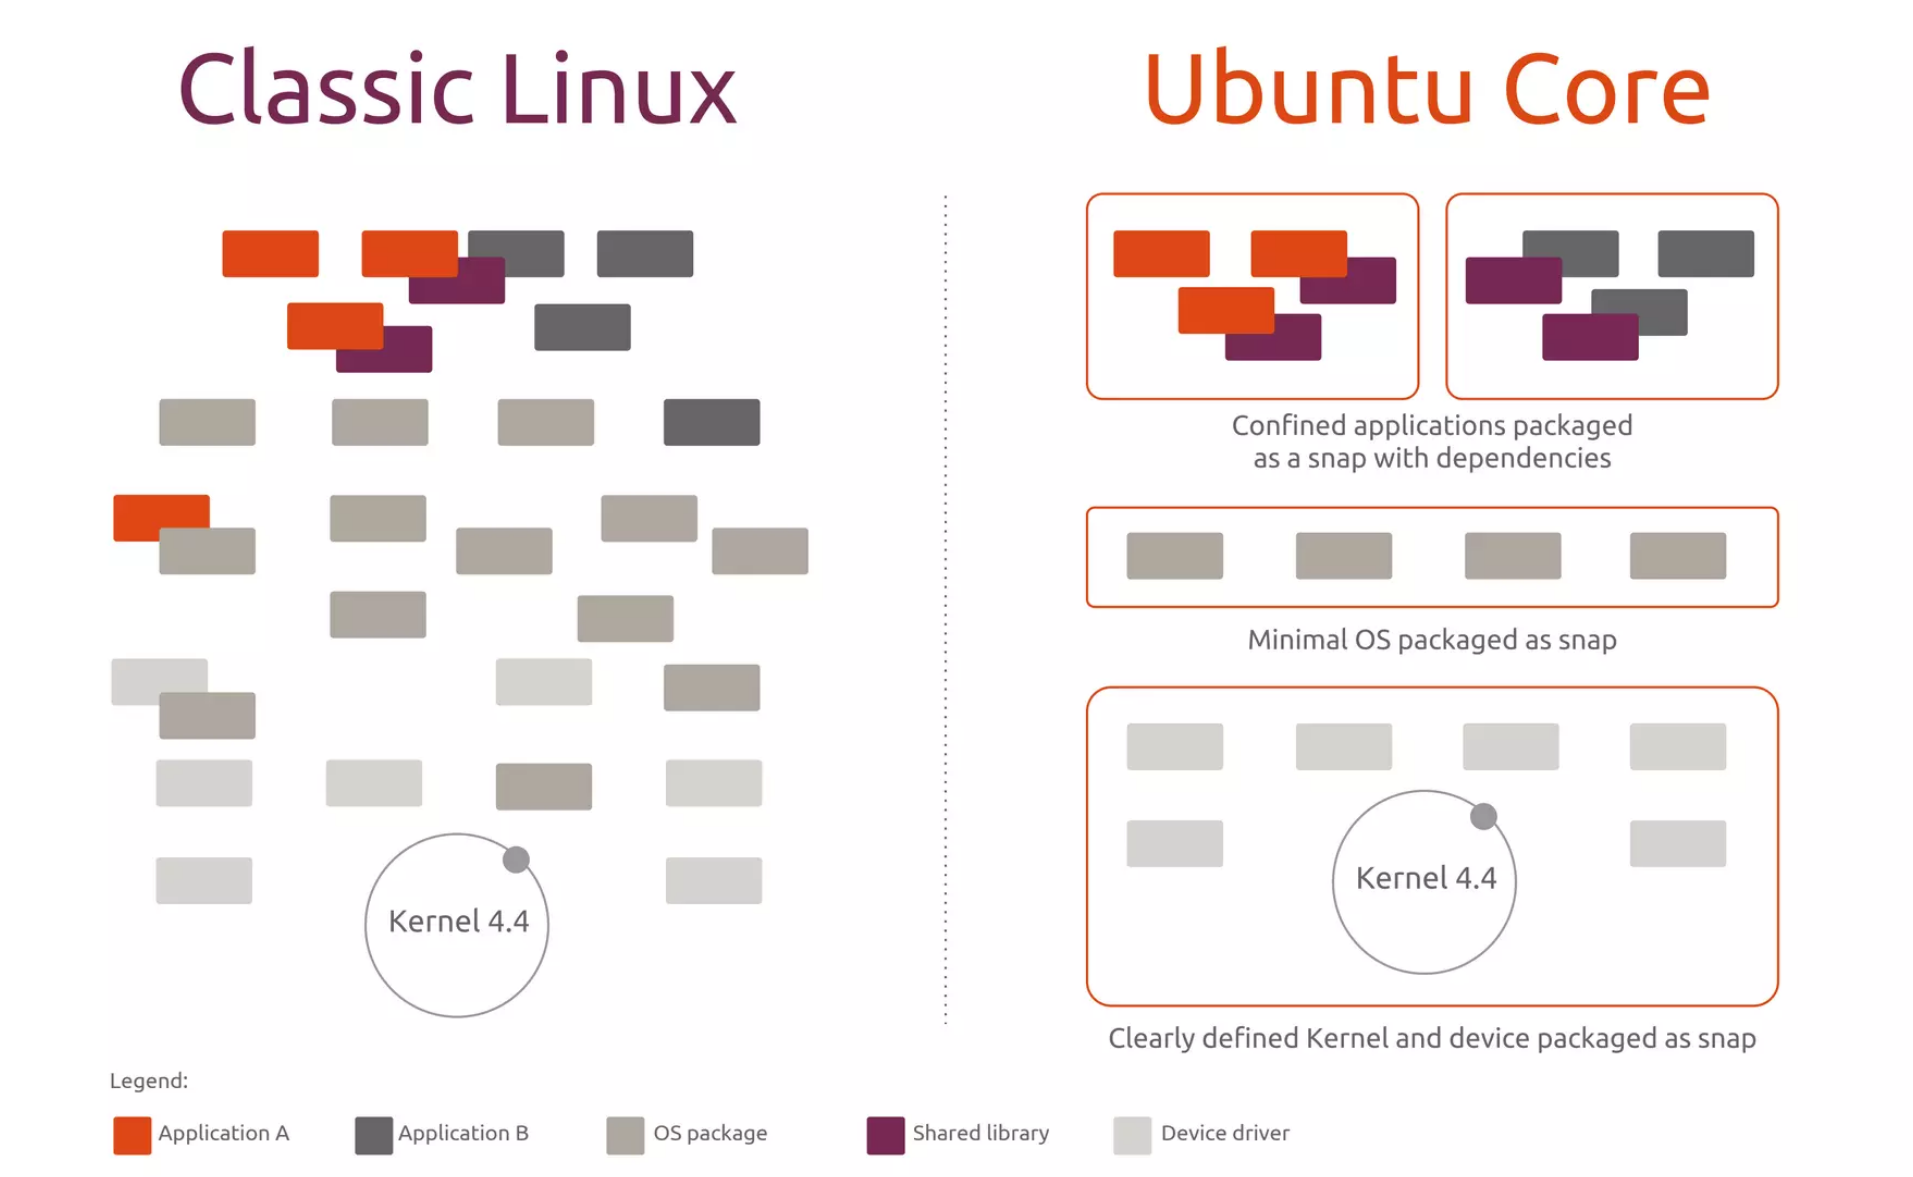 Classic Linux
Ubuntu Core
Confined applications packaged
as a snap with dependencies
Minimal OS packaged as snap
Kernel 4.4
Kernel 4.4
Clearly defined Kernel and device packaged as snap
Legend:
Application A
Application B
OS package
Shared library
Device driver